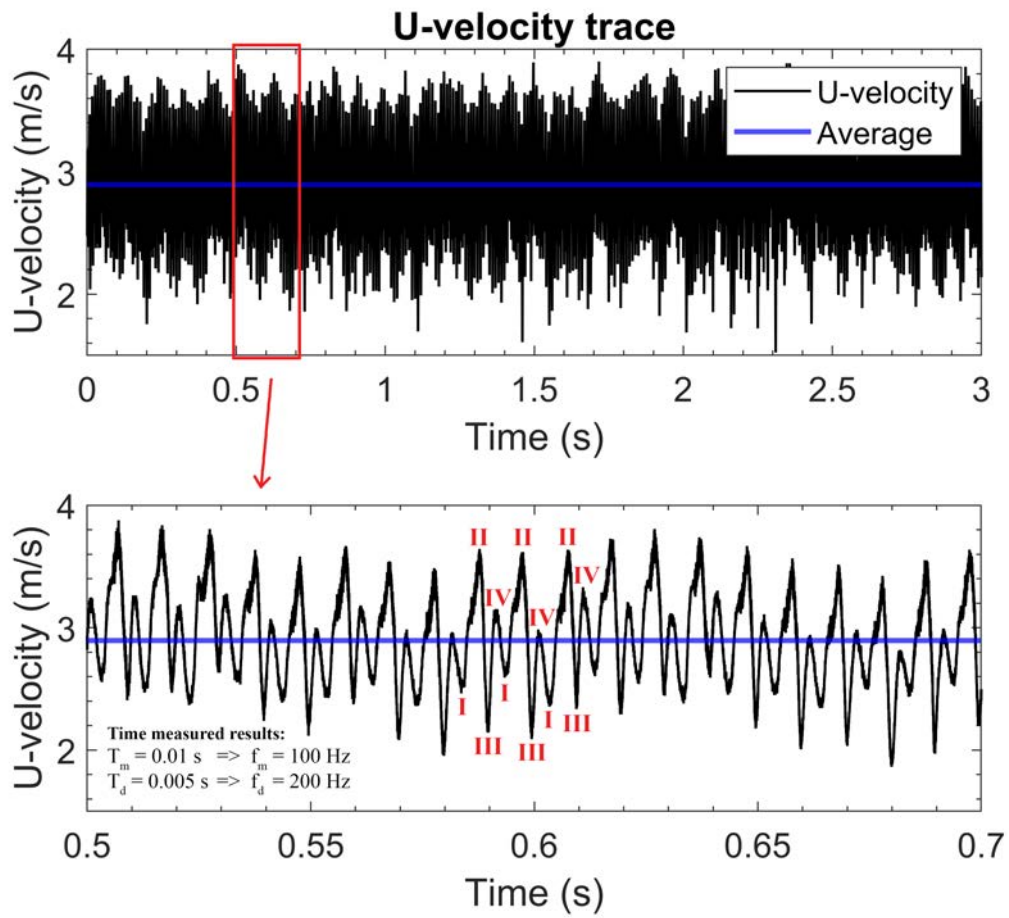 U-velocity trace
4
3
2
U-velocity (m/s)
U-velocity
Average
0 0.5 1 1.5 2 2.5 3
Time (s)
4
3
2
U-velocity (m/s)
II II II
IV IV IV
I I I
III III III
Time measured results:
Tm = 0.01 s => fm = 100 Hz
Td = 0.005 s => fd = 200 Hz
0.5 0.55 0.6 0.65 0.7
Time (s)